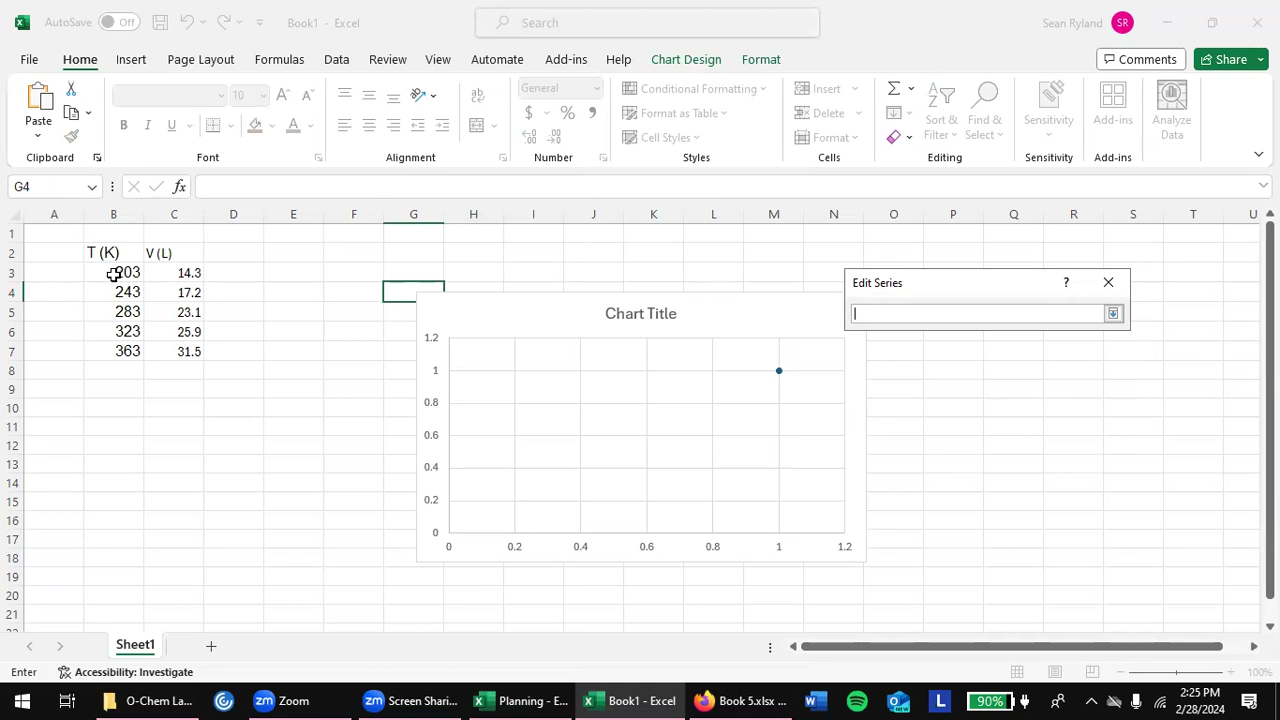 AutoSave Off Book1 - Excel Search Sean Ryland SR
File Home Insert Page Layout Formulas Data Review View Automate Add-ins Help Chart Design Format Comments Share
Paste
10
General
Conditional Formatting
Format as Table
Cell Styles
Insert
Delete
Format
Sort & Filter
Find & Select
Sensitivity
Add-ins
Analyze Data
Clipboard Font Alignment Number Styles Cells Editing Sensitivity Add-ins
G4 fx
A B C D E F G H I J K L M N O P Q R S T U
1
2 T (K) V (L)
3 203 14.3
4 243 17.2
5 283 23.1
6 323 25.9
7 363 31.5
8
9
10
11
12
13
14
15
16
17
18
19
20
21
Edit Series ?
Chart Title
1.2
1
0.8
0.6
0.4
0.2
0
0 0.2 0.4 0.6 0.8 1 1.2
Sheet1
Enter Accessibility: Investigate 100%
O-Chem La... Zoom Screen Shari... Planning - E... Book1 - Excel Book 5.xlsx ... L 90% 2:25 PM
2/28/2024